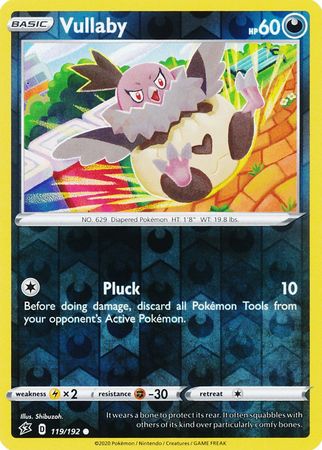 BASIC Vullaby HP60
NO. 629 Diapered Pokémon HT: 1'8" WT: 19.8 lbs.
Pluck 10
Before doing damage, discard all Pokémon Tools from
your opponent's Active Pokémon.
weakness ×2 resistance -30 retreat
Illus. Shibuzoh.
119/192
It wears a bone to protect its rear. It often squabbles with
others of its kind over particularly comfy bones.
©2020 Pokémon / Nintendo / Creatures / GAME FREAK